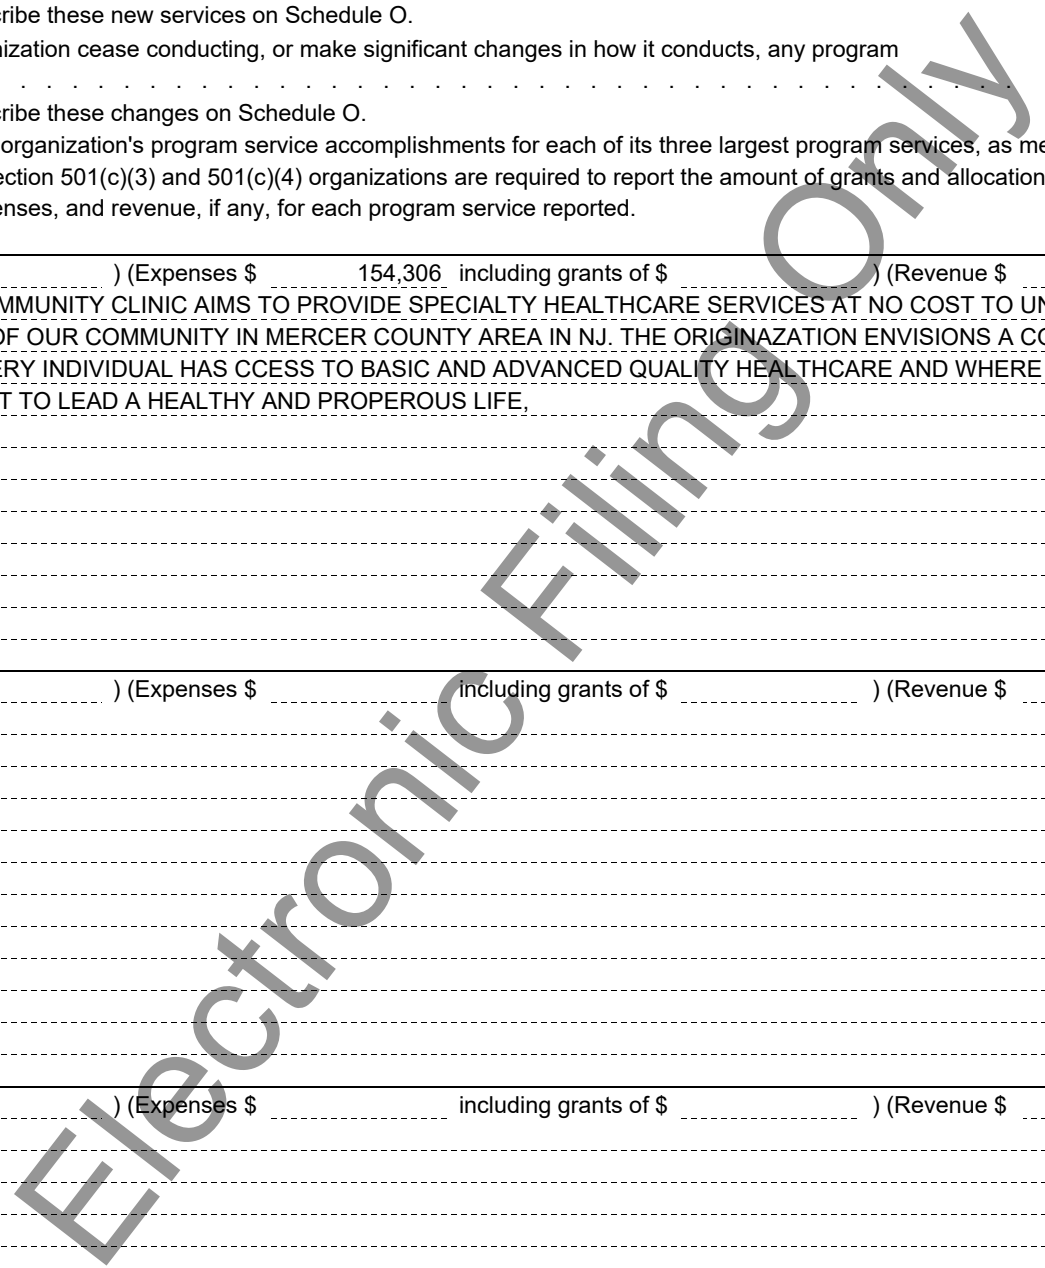 cribe these new services on Schedule O.
nization cease conducting, or make significant changes in how it conducts, any program
. . . . . . . . . . . . . . . . . . . . . . . . . . . . . . . . . . . . . . . . .
cribe these changes on Schedule O.
organization's program service accomplishments for each of its three largest program services, as me
ection 501(c)(3) and 501(c)(4) organizations are required to report the amount of grants and allocation
enses, and revenue, if any, for each program service reported.
) (Expenses $ 154,306 including grants of $ ) (Revenue $
MMUNITY CLINIC AIMS TO PROVIDE SPECIALTY HEALTHCARE SERVICES AT NO COST TO UN
OF OUR COMMUNITY IN MERCER COUNTY AREA IN NJ. THE ORIGINAZATION ENVISIONS A CO
ERY INDIVIDUAL HAS CCESS TO BASIC AND ADVANCED QUALITY HEALTHCARE AND WHERE
T TO LEAD A HEALTHY AND PROPEROUS LIFE,
) (Expenses $ including grants of $ ) (Revenue $
) (Expenses $ including grants of $ ) (Revenue $
Electronic Filing Only